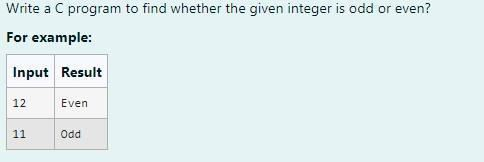 Write a C program to find whether the given integer is odd or even?
For example:
Input Result
12 Even
11 Odd